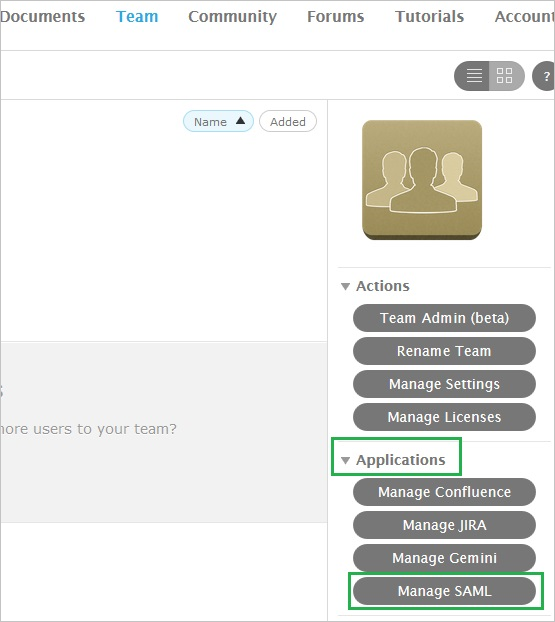 Documents Team Community Forums Tutorials Account
?
Name Added
Actions
Team Admin (beta)
Rename Team
Manage Settings
Manage Licenses
more users to your team?
Applications
Manage Confluence
Manage JIRA
Manage Gemini
Manage SAML